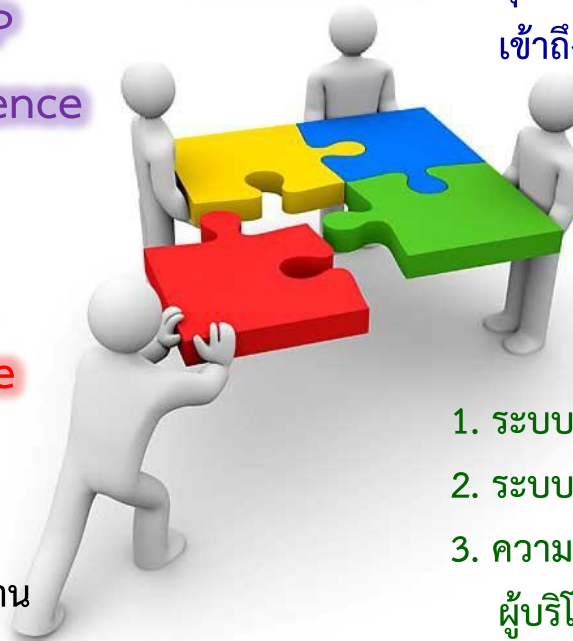 ence
เข้าถึง
e
1. ระบบ
2. ระบบ
3. ความ
ผู้บริโ
าน